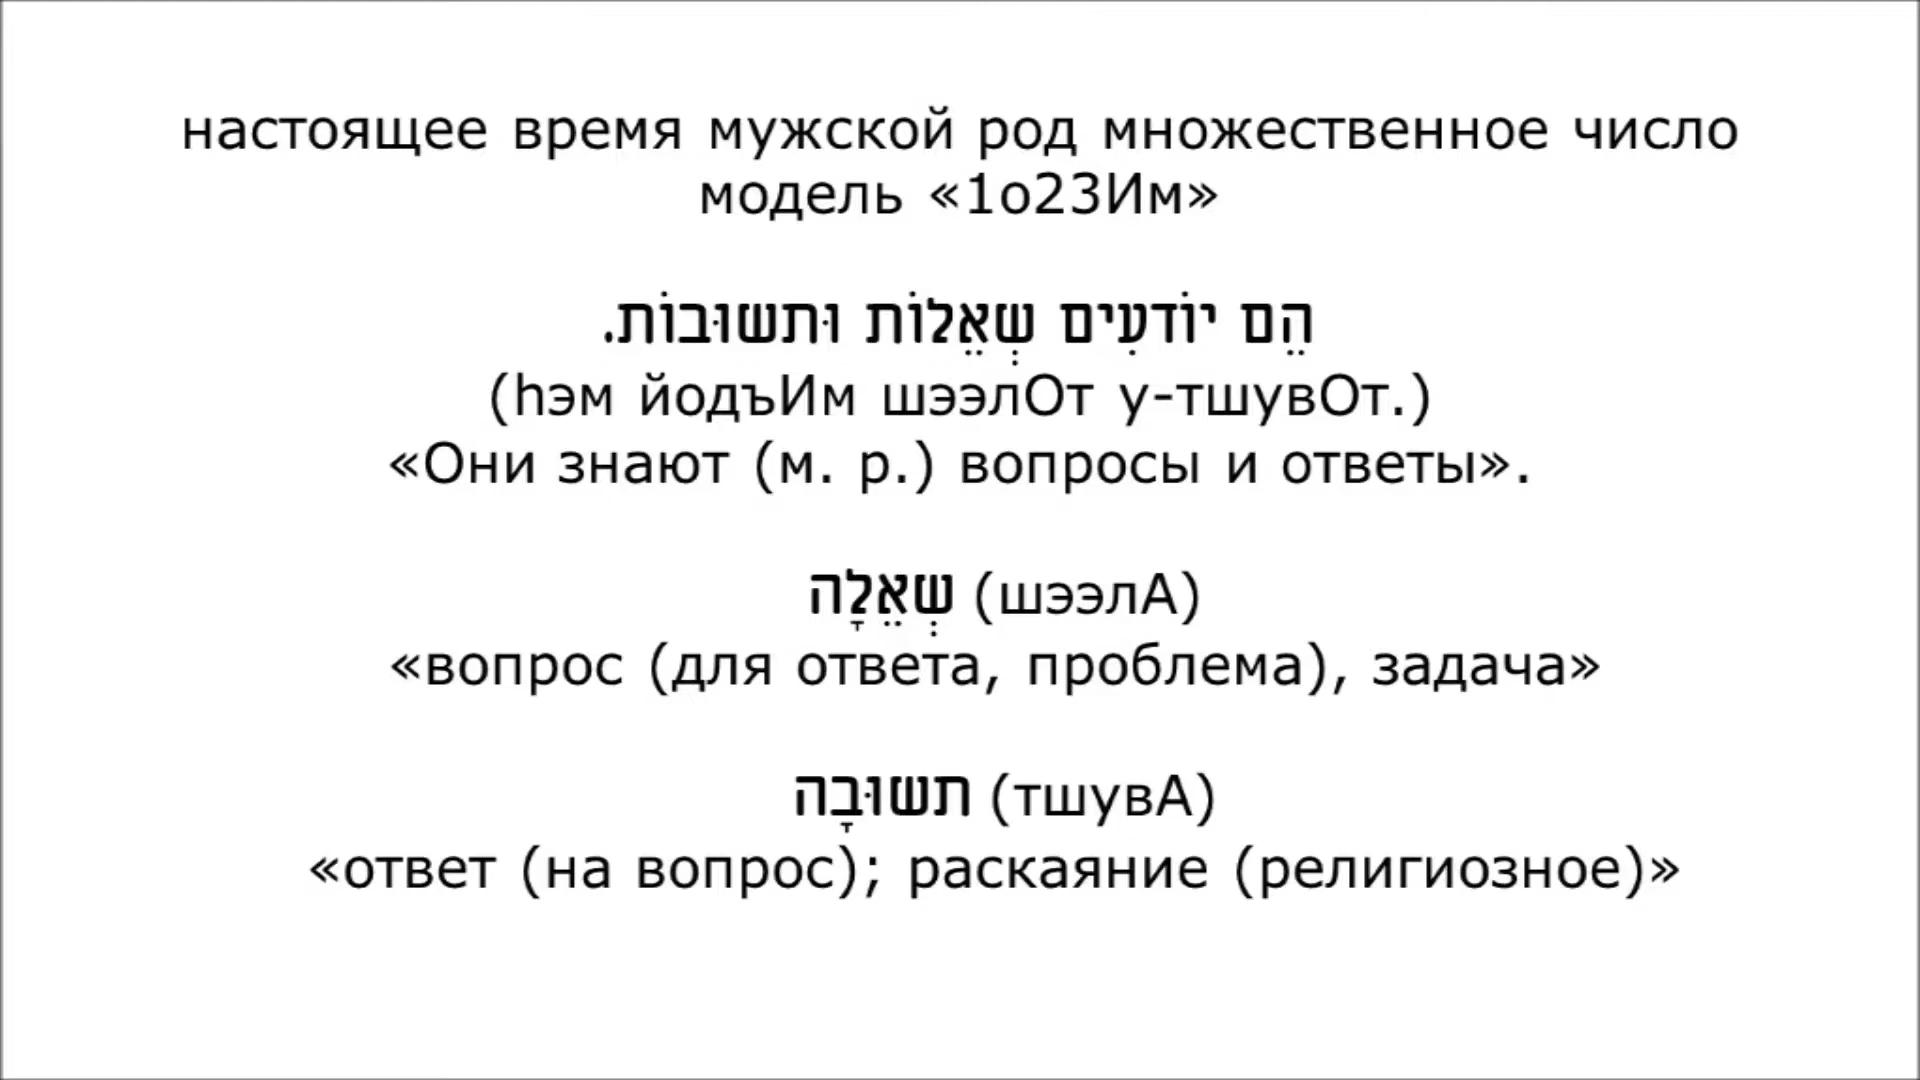 настоящее время мужской род множественное число
модель «1о23Им»
הֵם יוֹדעִים שְאֵלוֹת וּתשוּבוֹת.
(hэм йодъИм шээлОт у-тшувОт.)
«Они знают (м. р.) вопросы и ответы».
שְאֵלָה (шээлА)
«вопрос (для ответа, проблема), задача»
תשוּבָה (тшувА)
«ответ (на вопрос); раскаяние (религиозное)»